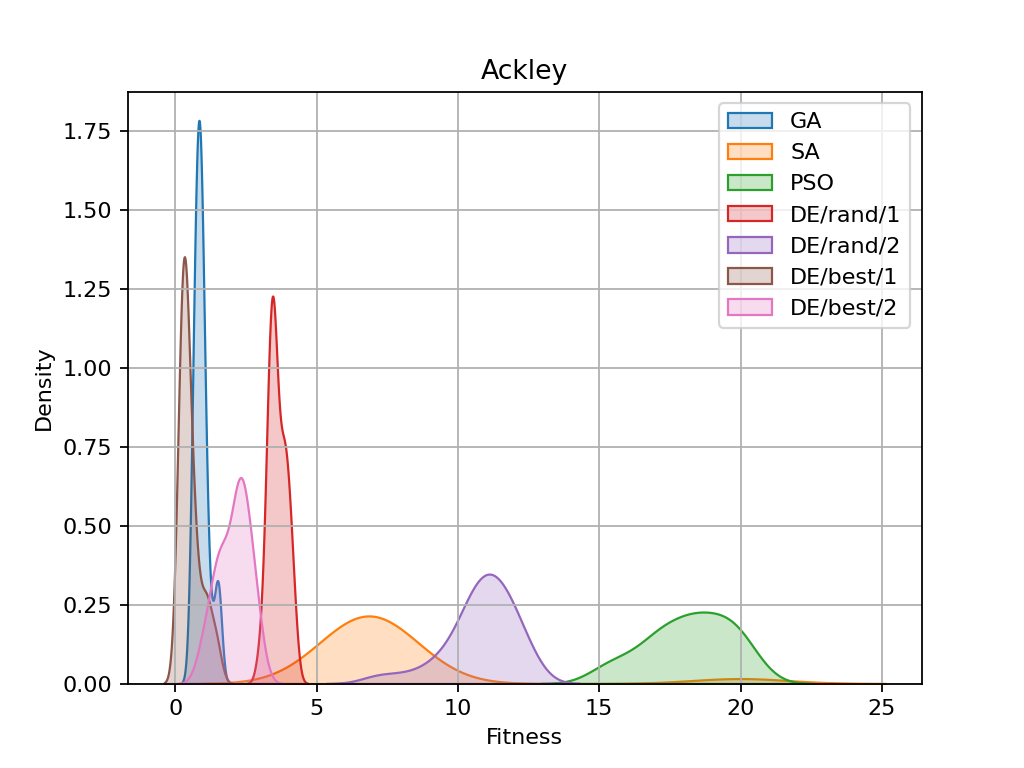 Ackley
Density
1.75
1.50
1.25
1.00
0.75
0.50
0.25
0.00
0
5
10
15
20
25
Fitness
GA
SA
PSO
DE/rand/1
DE/rand/2
DE/best/1
DE/best/2